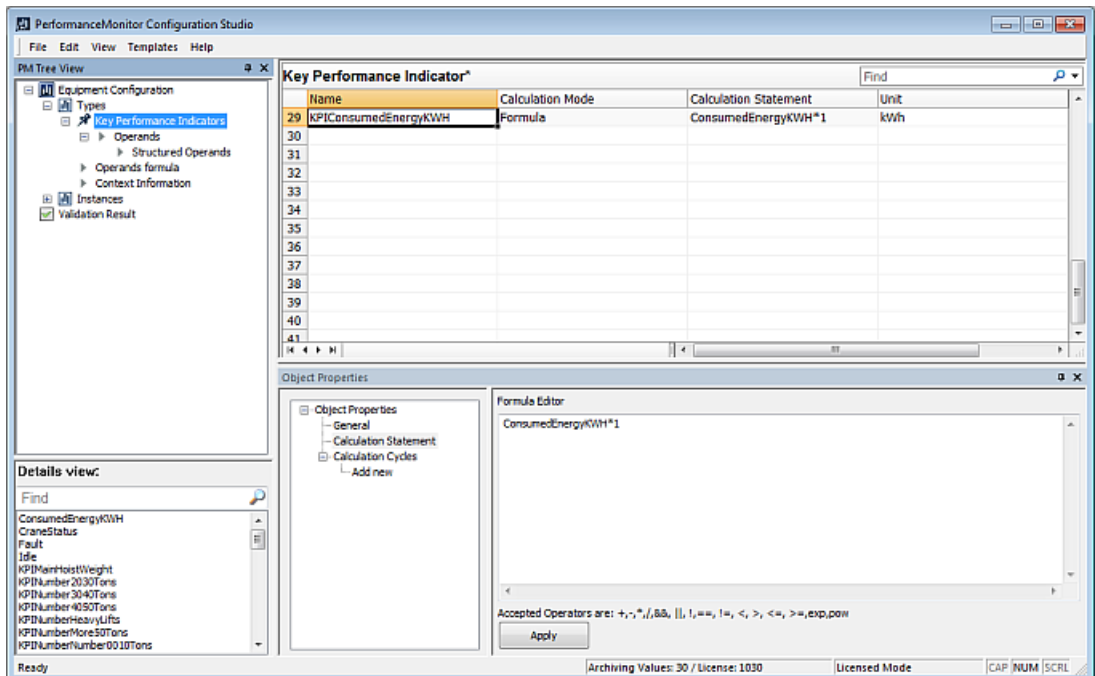 PerformanceMonitor Configuration Studio
File Edit View Templates Help
PM Tree View
Equipment Configuration
Types
Key Performance Indicators
Operands
Structured Operands
Operands formula
Context Information
Instances
Validation Result
Key Performance Indicator*
Find
Name Calculation Mode Calculation Statement Unit
29 KPIConsumedEnergyKWH Formula ConsumedEnergyKWH*1 kWh
30
31
32
33
34
35
36
37
38
39
40
41
Details view:
Find
ConsumedEnergyKWH
CraneStatus
Fault
Idle
KPIMainHoistWeight
KPINumber2030Tons
KPINumber3040Tons
KPINumber4050Tons
KPINumberHeavyLifts
KPINumberMore50Tons
KPINumberNumber0010Tons
Object Properties
Object Properties
General
Calculation Statement
Calculation Cycles
Add new
Formula Editor
ConsumedEnergyKWH*1
Accepted Operators are: +,-,*,/,&&, ||, !,==, !=, <, >, <=, >=,exp,pow
Apply
Ready
Archiving Values: 30 / License: 1030
Licensed Mode
CAP NUM SCRL